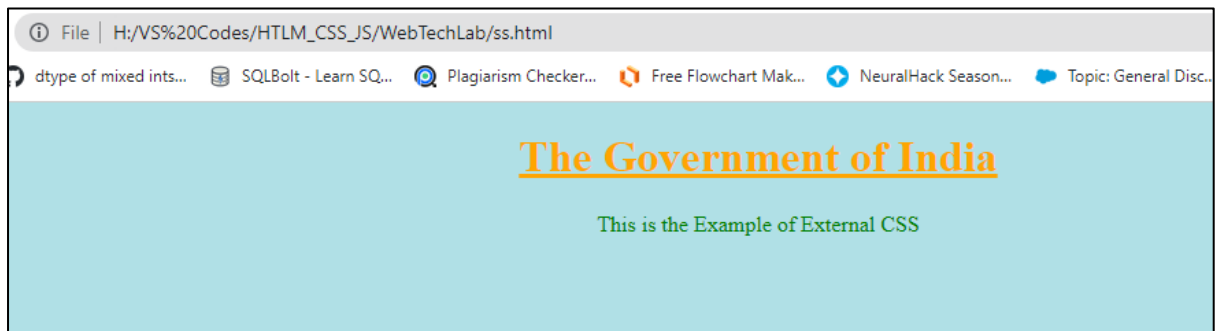 File | H:/VS%20Codes/HTLM_CSS_JS/WebTechLab/ss.html
dtype of mixed ints... SQLBolt - Learn SQ... Plagiarism Checker... Free Flowchart Mak... NeuralHack Season... Topic: General Disc...
The Government of India
This is the Example of External CSS